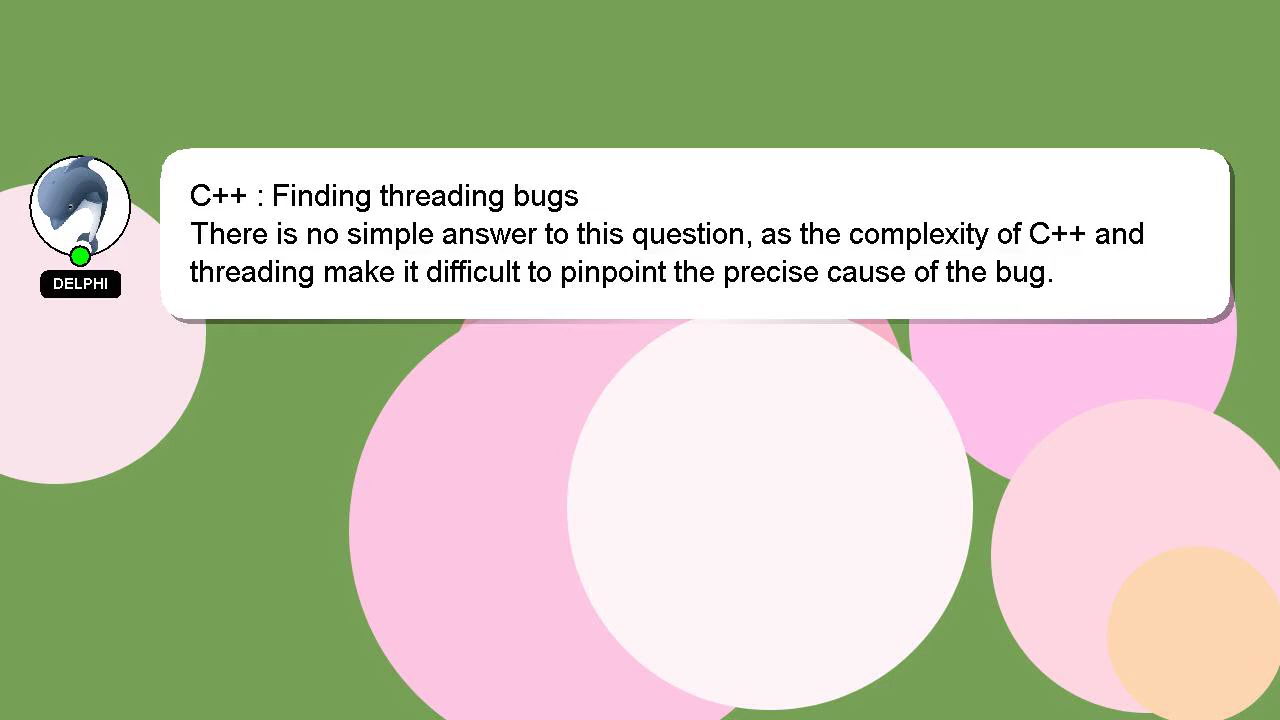 C++ : Finding threading bugs
There is no simple answer to this question, as the complexity of C++ and
threading make it difficult to pinpoint the precise cause of the bug.
DELPHI